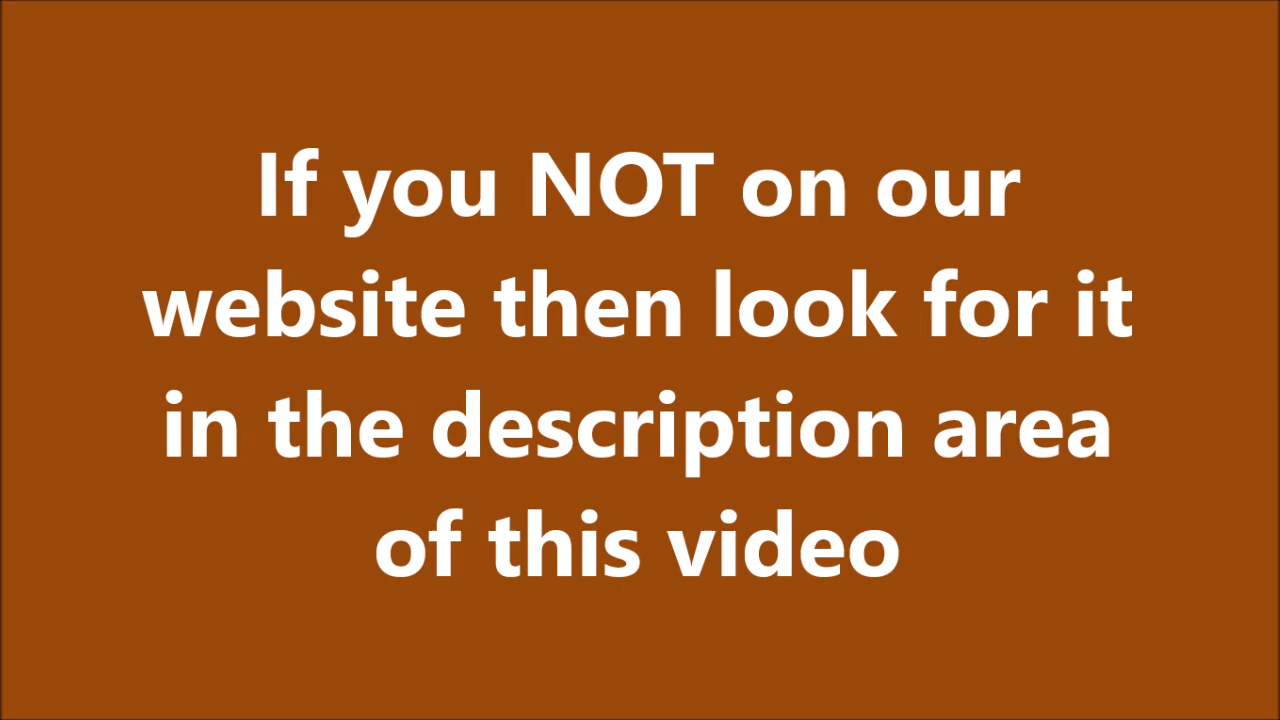 If you NOT on our
website then look for it
in the description area
of this video